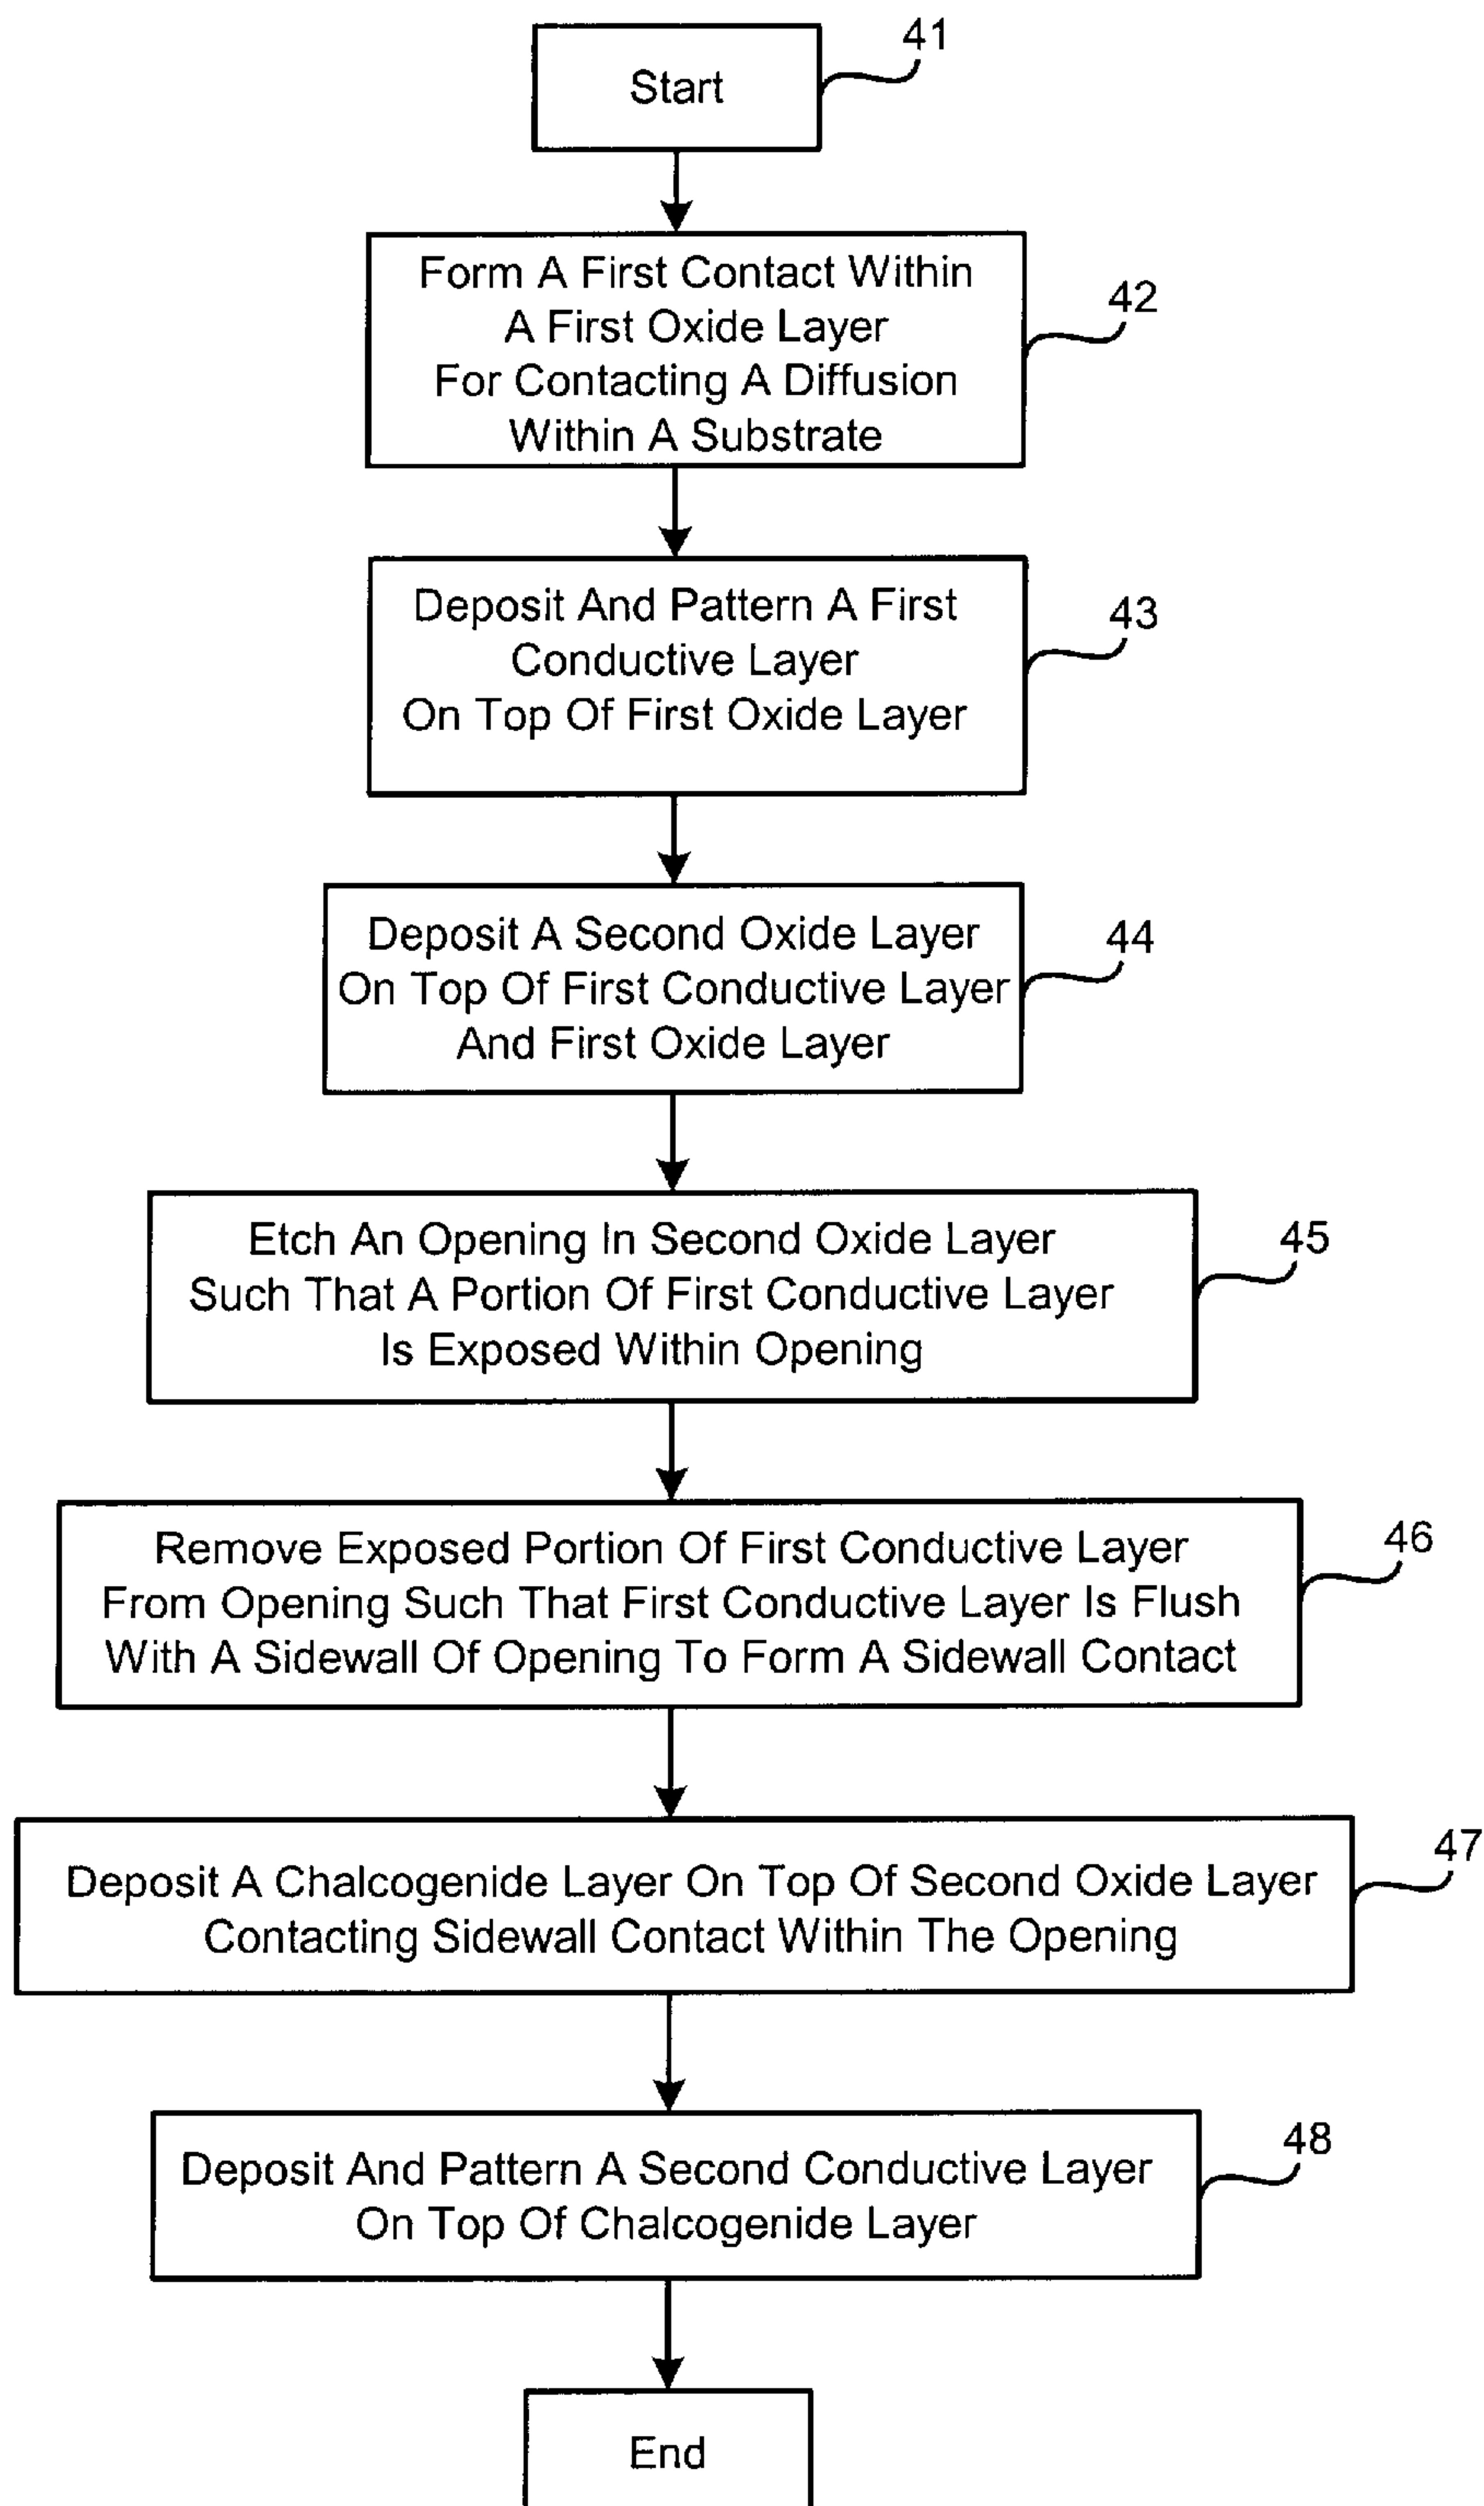 41
Start
Form A First Contact Within
A First Oxide Layer
For Contacting A Diffusion
Within A Substrate
42
Deposit And Pattern A First
Conductive Layer
On Top Of First Oxide Layer
43
Deposit A Second Oxide Layer
On Top Of First Conductive Layer
And First Oxide Layer
44
Etch An Opening In Second Oxide Layer
Such That A Portion Of First Conductive Layer
Is Exposed Within Opening
45
Remove Exposed Portion Of First Conductive Layer
From Opening Such That First Conductive Layer Is Flush
With A Sidewall Of Opening To Form A Sidewall Contact
46
Deposit A Chalcogenide Layer On Top Of Second Oxide Layer
Contacting Sidewall Contact Within The Opening
47
Deposit And Pattern A Second Conductive Layer
On Top Of Chalcogenide Layer
48
End